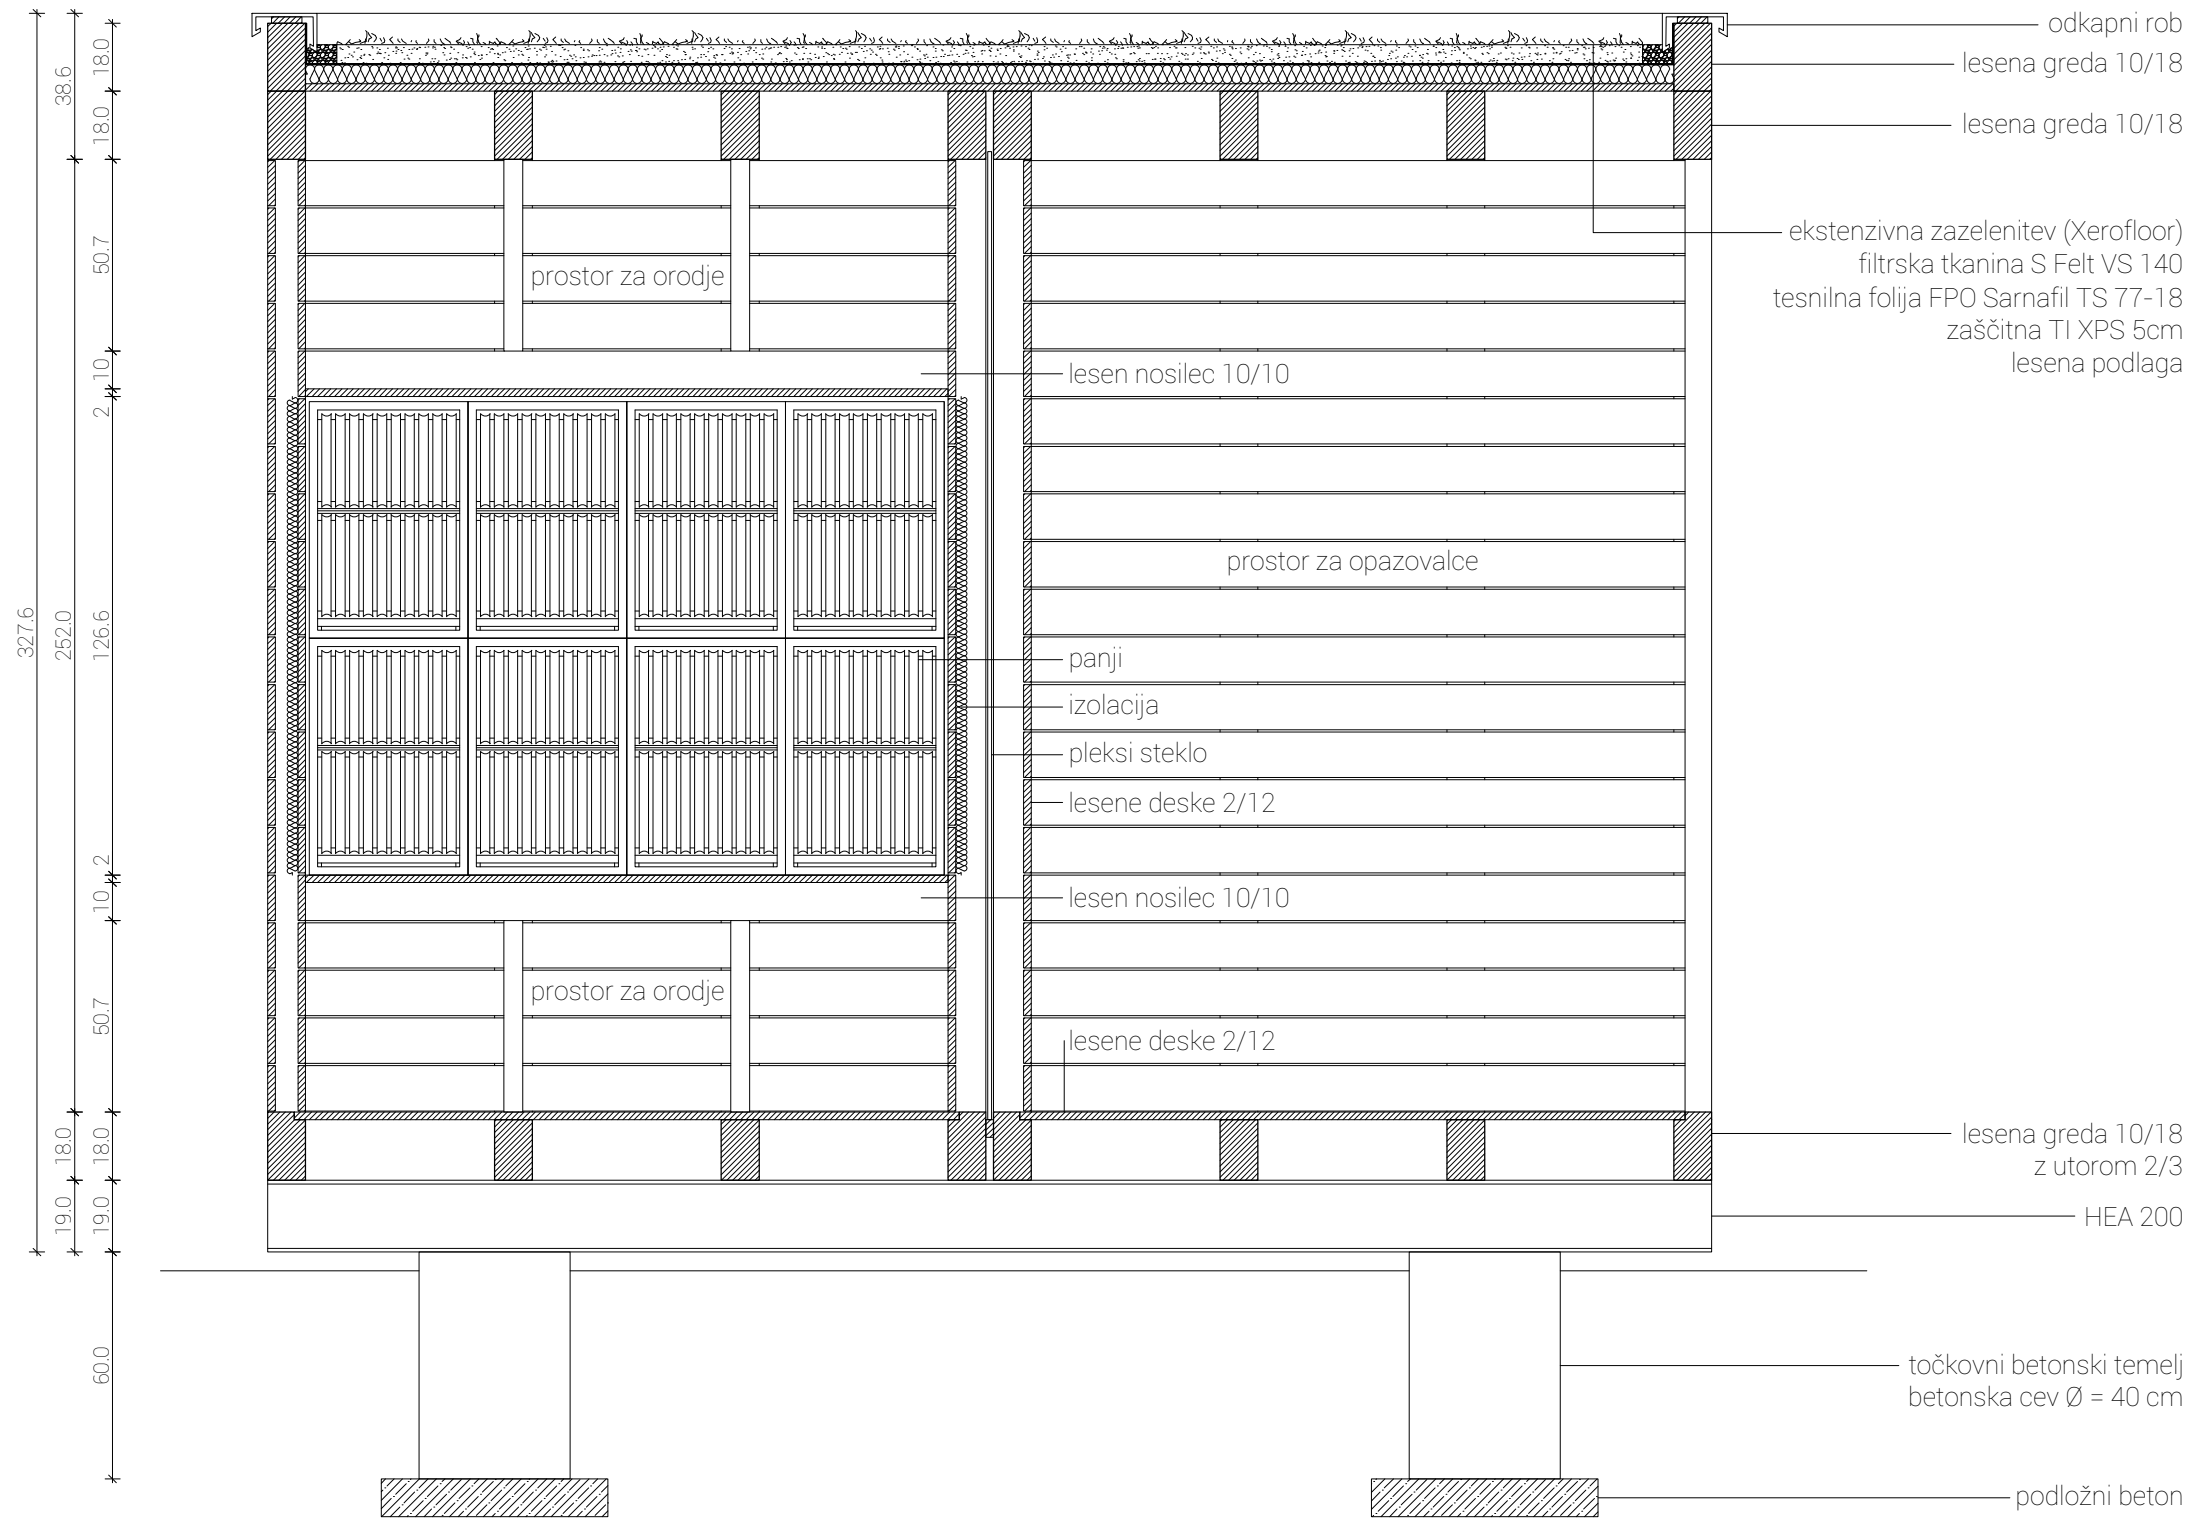 odkapni rob
lesena greda 10/18
lesena greda 10/18
ekstenzivna zazelenitev (Xerofloor)
filtrska tkanina S Felt VS 140
tesnilna folija FPO Sarnafil TS 77-18
zaščitna TI XPS 5cm
lesena podlaga
prostor za orodje
lesen nosilec 10/10
prostor za opazovalce
panji
izolacija
pleksi steklo
lesene deske 2/12
lesen nosilec 10/10
prostor za orodje
lesene deske 2/12
lesena greda 10/18
z utorom 2/3
HEA 200
točkovni betonski temelj
betonska cev Ø = 40 cm
podložni beton
327.6
38.6
252.0
18.0
19.0
18.0
18.0
50.7
10
2
126.6
2
10
50.7
18.0
19.0
60.0